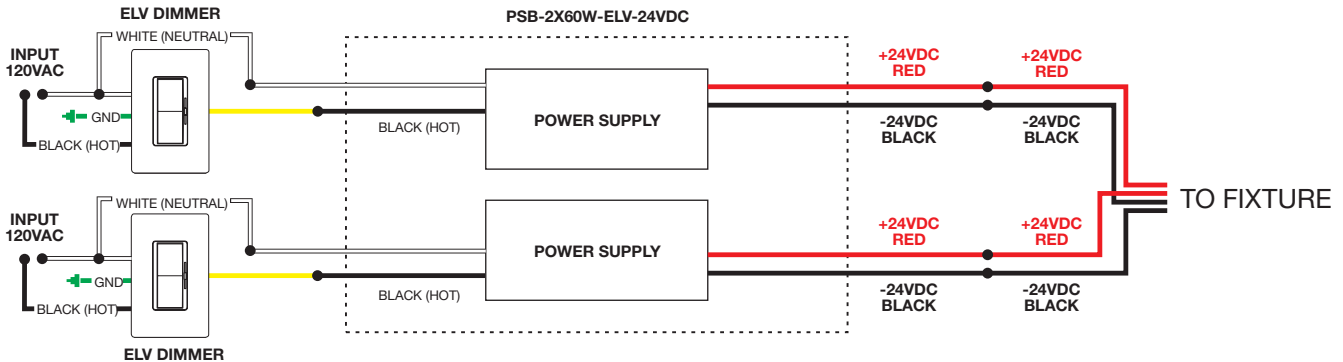 ELV DIMMER
PSB-2X60W-ELV-24VDC
WHITE (NEUTRAL)
INPUT
120VAC
GND
BLACK (HOT)
BLACK (HOT)
POWER SUPPLY
+24VDC
RED
+24VDC
RED
-24VDC
BLACK
-24VDC
BLACK
TO FIXTURE
WHITE (NEUTRAL)
INPUT
120VAC
GND
BLACK (HOT)
BLACK (HOT)
POWER SUPPLY
+24VDC
RED
+24VDC
RED
-24VDC
BLACK
-24VDC
BLACK
ELV DIMMER